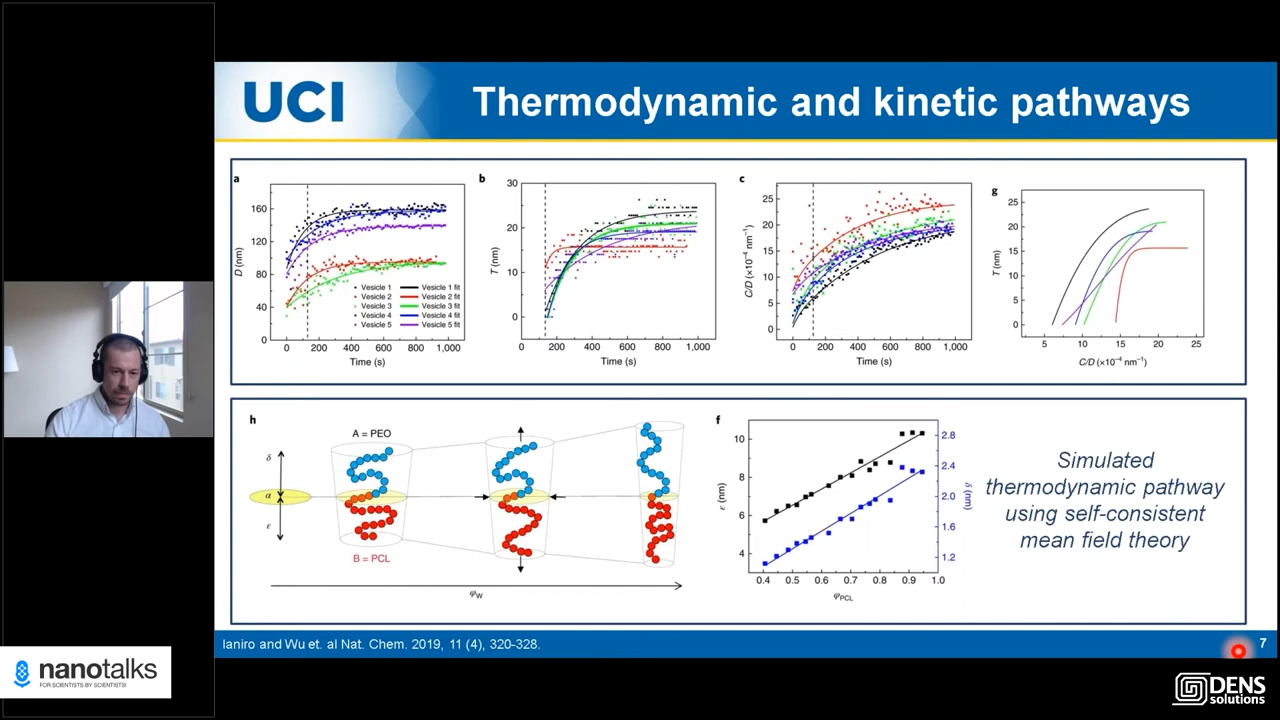 UCI
Thermodynamic and kinetic pathways
a
160
120
80
40
0
D (nm)
0 200 400 600 800 1,000
Time (s)
Vesicle 1 Vesicle 1 fit
Vesicle 2 Vesicle 2 fit
Vesicle 3 Vesicle 3 fit
Vesicle 4 Vesicle 4 fit
Vesicle 5 Vesicle 5 fit
b
30
20
10
0
T (nm)
0 200 400 600 800 1,000
Time (s)
c
25
20
15
10
5
0
C/D (×10⁻⁴ nm⁻¹)
0 200 400 600 800 1,000
Time (s)
g
25
20
15
10
5
0
T (nm)
5 10 15 20 25
C/D (×10⁻⁴ nm⁻¹)
h
A = PEO
δ
α
ε
B = PCL
φW
f
10
8
6
4
ε (nm)
2.8
2.4
2.0
1.6
1.2
δ (nm)
0.4 0.5 0.6 0.7 0.8 0.9 1.0
φPCL
Simulated
thermodynamic pathway
using self-consistent
mean field theory
Ianiro and Wu et. al Nat. Chem. 2019, 11 (4), 320-328.
7
nanotalks
FOR SCIENTISTS BY SCIENTISTS!
DENS
solutions